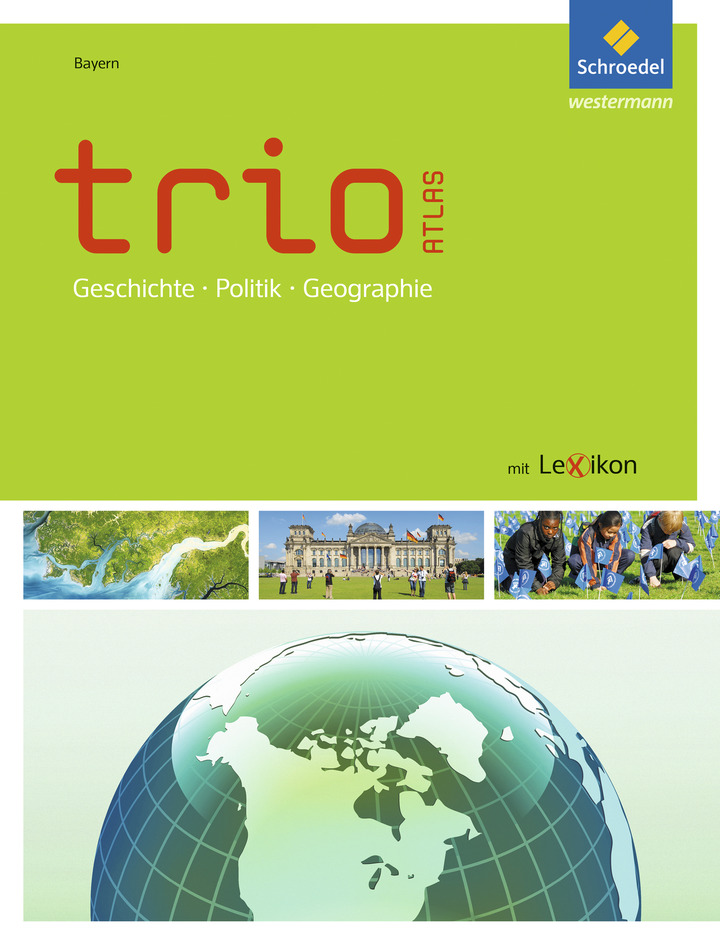 Bayern
Schroedel
westermann
trio
ATLAS
Geschichte · Politik · Geographie
mit LeXikon